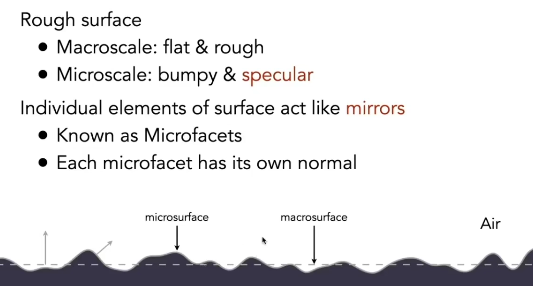 Rough surface
• Macroscale: flat & rough
• Microscale: bumpy & specular
Individual elements of surface act like mirrors
• Known as Microfacets
• Each microfacet has its own normal
microsurface
macrosurface
Air